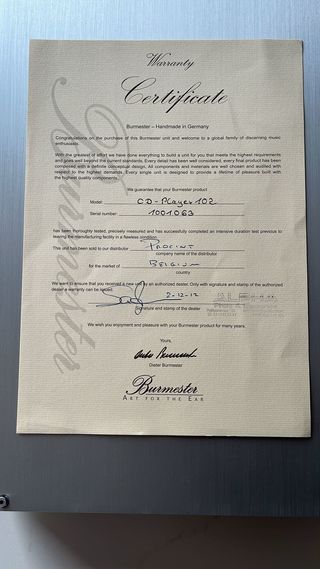 Warranty
Certificate
Burmester – Handmade in Germany
Congratulations on the purchase of this Burmester unit and welcome to a global family of discerning music
enthusiasts.
With the greatest of effort we have done everything to build a unit for you that meets the highest requirements
and goes well beyond the current standards. Every detail has been well considered, every final product has been
composed with a definite conceptual design. All components and materials are well chosen and audited with
respect to the highest demands. Every single unit is designed to provide a lifetime of pleasure built with
the highest quality components.
We guarantee that your Burmester product
Model: CD-Player 102
Serial number: 1001063
has been thoroughly tested, precisely measured and has successfully completed an intensive duration test previous to
leaving the manufacturing facility in a flawless condition.
This unit has been sold to our distributor PROCINT
company name of the distributor
for the market of BELGIUM
country
We want to ensure that you received a new unit by an authorized dealer. Only with signature and stamp of the authorized
dealer a warranty can be issued.
2-12-12
Signature and stamp of the dealer
We wish you enjoyment and pleasure with your Burmester product for many years.
Yours,
Dieter Burmester
Burmester
ART FOR THE EAR
Burmester